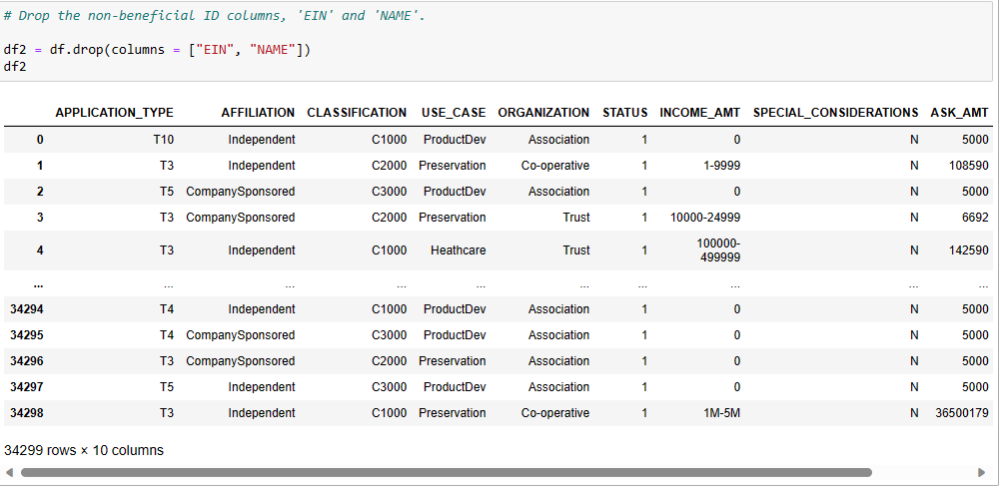 # Drop the non-beneficial ID columns, 'EIN' and 'NAME'.
df2 = df.drop(columns = ["EIN", "NAME"])
df2
APPLICATION_TYPE AFFILIATION CLASSIFICATION USE_CASE ORGANIZATION STATUS INCOME_AMT SPECIAL_CONSIDERATIONS ASK_AMT
0 T10 Independent C1000 ProductDev Association 1 0 N 5000
1 T3 Independent C2000 Preservation Co-operative 1 1-9999 N 108590
2 T5 CompanySponsored C3000 ProductDev Association 1 0 N 5000
3 T3 CompanySponsored C2000 Preservation Trust 1 10000-24999 N 6692
4 T3 Independent C1000 Heathcare Trust 1 100000-
499999 N 142590
... ... ... ... ... ... ... ... ... ...
34294 T4 Independent C1000 ProductDev Association 1 0 N 5000
34295 T4 CompanySponsored C3000 ProductDev Association 1 0 N 5000
34296 T3 CompanySponsored C2000 Preservation Association 1 0 N 5000
34297 T5 Independent C3000 ProductDev Association 1 0 N 5000
34298 T3 Independent C1000 Preservation Co-operative 1 1M-5M N 36500179
34299 rows × 10 columns